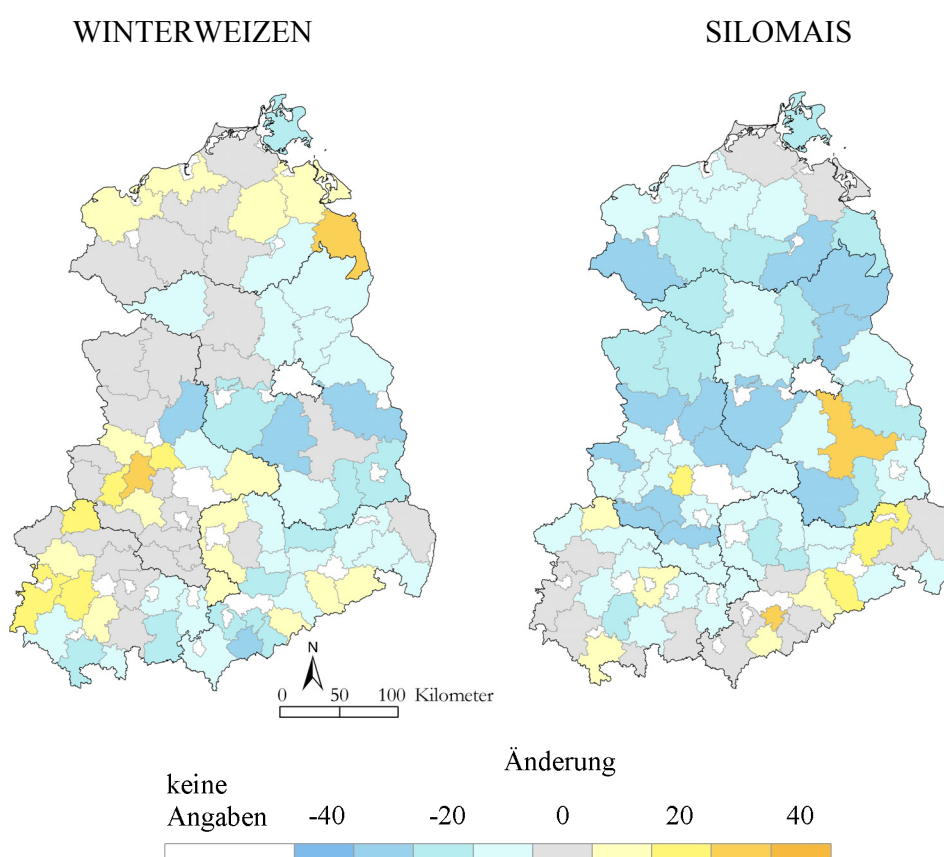 WINTERWEIZEN SILOMAIS
N
0 50 100 Kilometer
Änderung
keine
Angaben -40 -20 0 20 40